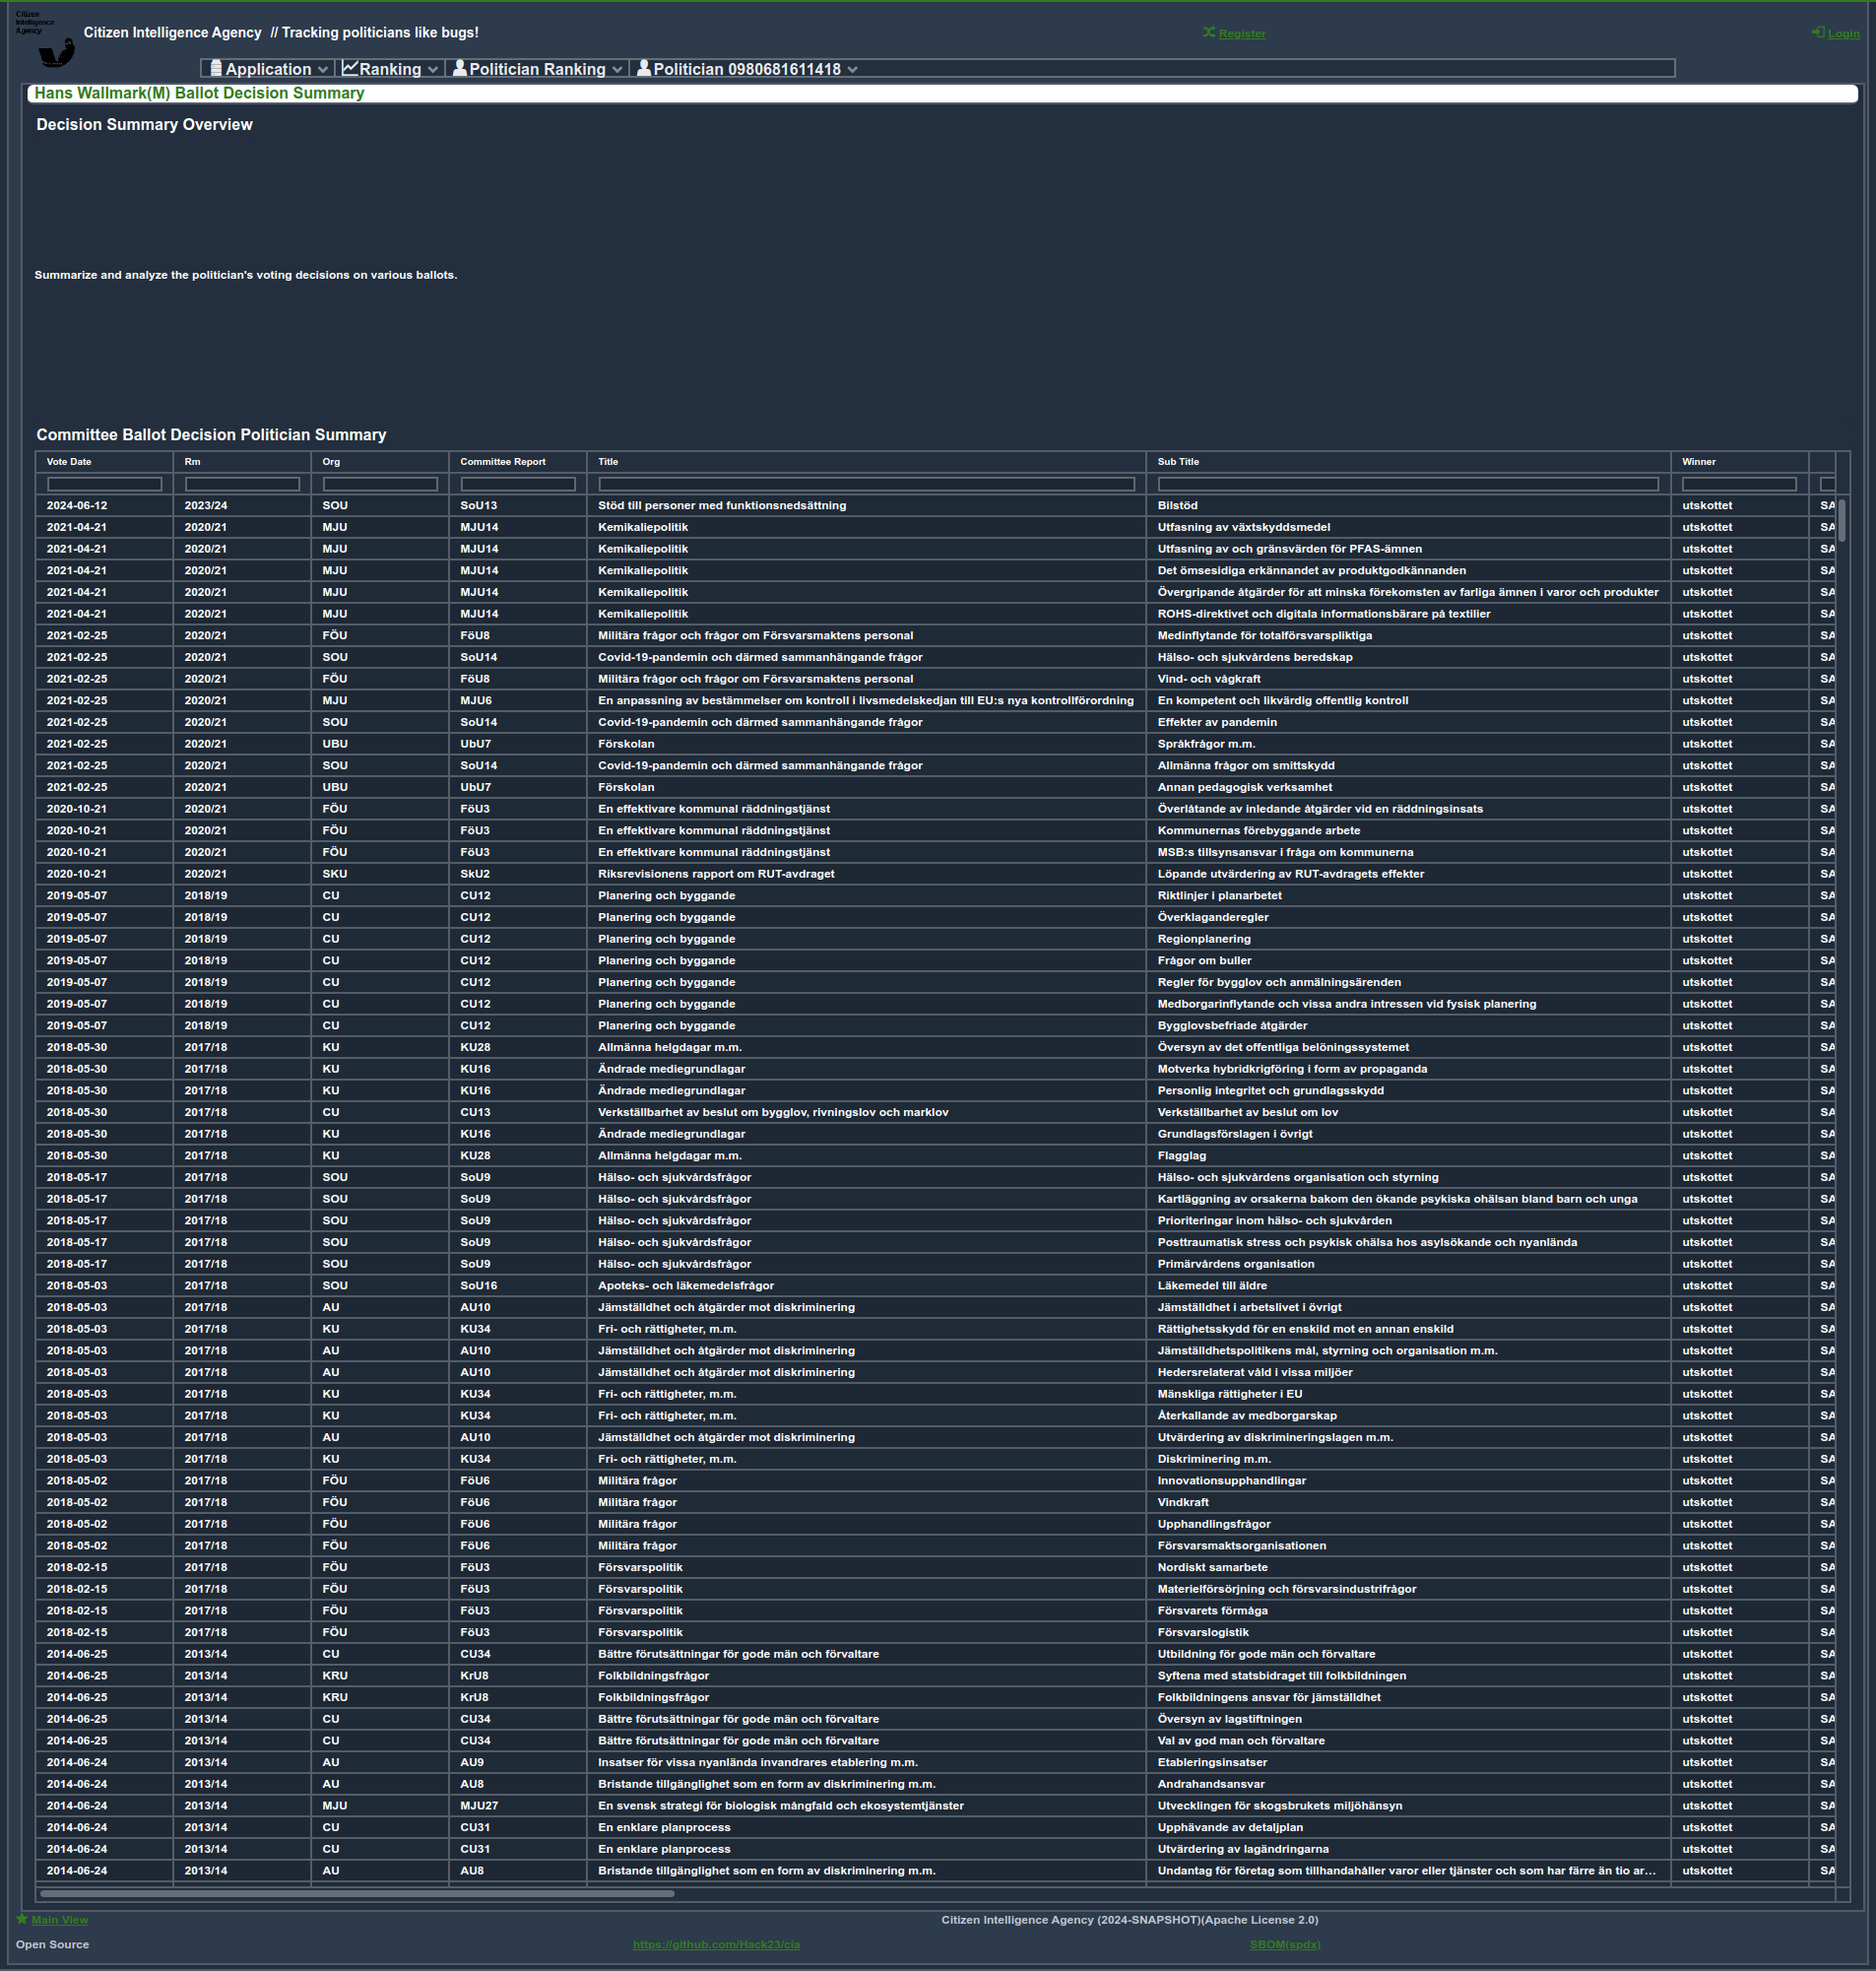 Citizen
Intelligence
Agency
Citizen Intelligence Agency // Tracking politicians like bugs!
Register
Login
Application Ranking Politician Ranking Politician 0980681611418
Hans Wallmark(M) Ballot Decision Summary
Decision Summary Overview
Summarize and analyze the politician's voting decisions on various ballots.
Committee Ballot Decision Politician Summary
Vote Date Rm Org Committee Report Title Sub Title Winner
2024-06-12 2023/24 SOU SoU13 Stöd till personer med funktionsnedsättning Bilstöd utskottet SA
2021-04-21 2020/21 MJU MJU14 Kemikaliepolitik Utfasning av växtskyddsmedel utskottet SA
2021-04-21 2020/21 MJU MJU14 Kemikaliepolitik Utfasning av och gränsvärden för PFAS-ämnen utskottet SA
2021-04-21 2020/21 MJU MJU14 Kemikaliepolitik Det ömsesidiga erkännandet av produktgodkännanden utskottet SA
2021-04-21 2020/21 MJU MJU14 Kemikaliepolitik Övergripande åtgärder för att minska förekomsten av farliga ämnen i varor och produkter utskottet SA
2021-04-21 2020/21 MJU MJU14 Kemikaliepolitik ROHS-direktivet och digitala informationsbärare på textilier utskottet SA
2021-02-25 2020/21 FÖU FöU8 Militära frågor och frågor om Försvarsmaktens personal Medinflytande för totalförsvarspliktiga utskottet SA
2021-02-25 2020/21 SOU SoU14 Covid-19-pandemin och därmed sammanhängande frågor Hälso- och sjukvårdens beredskap utskottet SA
2021-02-25 2020/21 FÖU FöU8 Militära frågor och frågor om Försvarsmaktens personal Vind- och vågkraft utskottet SA
2021-02-25 2020/21 MJU MJU6 En anpassning av bestämmelser om kontroll i livsmedelskedjan till EU:s nya kontrollförordning En kompetent och likvärdig offentlig kontroll utskottet SA
2021-02-25 2020/21 SOU SoU14 Covid-19-pandemin och därmed sammanhängande frågor Effekter av pandemin utskottet SA
2021-02-25 2020/21 UBU UbU7 Förskolan Språkfrågor m.m. utskottet SA
2021-02-25 2020/21 SOU SoU14 Covid-19-pandemin och därmed sammanhängande frågor Allmänna frågor om smittskydd utskottet SA
2021-02-25 2020/21 UBU UbU7 Förskolan Annan pedagogisk verksamhet utskottet SA
2020-10-21 2020/21 FÖU FöU3 En effektivare kommunal räddningstjänst Överlåtande av inledande åtgärder vid en räddningsinsats utskottet SA
2020-10-21 2020/21 FÖU FöU3 En effektivare kommunal räddningstjänst Kommunernas förebyggande arbete utskottet SA
2020-10-21 2020/21 FÖU FöU3 En effektivare kommunal räddningstjänst MSB:s tillsynsansvar i fråga om kommunerna utskottet SA
2020-10-21 2020/21 SKU SkU2 Riksrevisionens rapport om RUT-avdraget Löpande utvärdering av RUT-avdragets effekter utskottet SA
2019-05-07 2018/19 CU CU12 Planering och byggande Riktlinjer i planarbetet utskottet SA
2019-05-07 2018/19 CU CU12 Planering och byggande Överklaganderegler utskottet SA
2019-05-07 2018/19 CU CU12 Planering och byggande Regionplanering utskottet SA
2019-05-07 2018/19 CU CU12 Planering och byggande Frågor om buller utskottet SA
2019-05-07 2018/19 CU CU12 Planering och byggande Regler för bygglov och anmälningsärenden utskottet SA
2019-05-07 2018/19 CU CU12 Planering och byggande Medborgarinflytande och vissa andra intressen vid fysisk planering utskottet SA
2019-05-07 2018/19 CU CU12 Planering och byggande Bygglovsbefriade åtgärder utskottet SA
2018-05-30 2017/18 KU KU28 Allmänna helgdagar m.m. Översyn av det offentliga belöningssystemet utskottet SA
2018-05-30 2017/18 KU KU16 Ändrade mediegrundlagar Motverka hybridkrigföring i form av propaganda utskottet SA
2018-05-30 2017/18 KU KU16 Ändrade mediegrundlagar Personlig integritet och grundlagsskydd utskottet SA
2018-05-30 2017/18 CU CU13 Verkställbarhet av beslut om bygglov, rivningslov och marklov Verkställbarhet av beslut om lov utskottet SA
2018-05-30 2017/18 KU KU16 Ändrade mediegrundlagar Grundlagsförslagen i övrigt utskottet SA
2018-05-30 2017/18 KU KU28 Allmänna helgdagar m.m. Flagglag utskottet SA
2018-05-17 2017/18 SOU SoU9 Hälso- och sjukvårdsfrågor Hälso- och sjukvårdens organisation och styrning utskottet SA
2018-05-17 2017/18 SOU SoU9 Hälso- och sjukvårdsfrågor Kartläggning av orsakerna bakom den ökande psykiska ohälsan bland barn och unga utskottet SA
2018-05-17 2017/18 SOU SoU9 Hälso- och sjukvårdsfrågor Prioriteringar inom hälso- och sjukvården utskottet SA
2018-05-17 2017/18 SOU SoU9 Hälso- och sjukvårdsfrågor Posttraumatisk stress och psykisk ohälsa hos asylsökande och nyanlända utskottet SA
2018-05-17 2017/18 SOU SoU9 Hälso- och sjukvårdsfrågor Primärvårdens organisation utskottet SA
2018-05-03 2017/18 SOU SoU16 Apoteks- och läkemedelsfrågor Läkemedel till äldre utskottet SA
2018-05-03 2017/18 AU AU10 Jämställdhet och åtgärder mot diskriminering Jämställdhet i arbetslivet i övrigt utskottet SA
2018-05-03 2017/18 KU KU34 Fri- och rättigheter, m.m. Rättighetsskydd för en enskild mot en annan enskild utskottet SA
2018-05-03 2017/18 AU AU10 Jämställdhet och åtgärder mot diskriminering Jämställdhetspolitikens mål, styrning och organisation m.m. utskottet SA
2018-05-03 2017/18 AU AU10 Jämställdhet och åtgärder mot diskriminering Hedersrelaterat våld i vissa miljöer utskottet SA
2018-05-03 2017/18 KU KU34 Fri- och rättigheter, m.m. Mänskliga rättigheter i EU utskottet SA
2018-05-03 2017/18 KU KU34 Fri- och rättigheter, m.m. Återkallande av medborgarskap utskottet SA
2018-05-03 2017/18 AU AU10 Jämställdhet och åtgärder mot diskriminering Utvärdering av diskrimineringslagen m.m. utskottet SA
2018-05-03 2017/18 KU KU34 Fri- och rättigheter, m.m. Diskriminering m.m. utskottet SA
2018-05-02 2017/18 FÖU FöU6 Militära frågor Innovationsupphandlingar utskottet SA
2018-05-02 2017/18 FÖU FöU6 Militära frågor Vindkraft utskottet SA
2018-05-02 2017/18 FÖU FöU6 Militära frågor Upphandlingsfrågor utskottet SA
2018-05-02 2017/18 FÖU FöU6 Militära frågor Försvarsmaktsorganisationen utskottet SA
2018-02-15 2017/18 FÖU FöU3 Försvarspolitik Nordiskt samarbete utskottet SA
2018-02-15 2017/18 FÖU FöU3 Försvarspolitik Materielförsörjning och försvarsindustrifrågor utskottet SA
2018-02-15 2017/18 FÖU FöU3 Försvarspolitik Försvarets förmåga utskottet SA
2018-02-15 2017/18 FÖU FöU3 Försvarspolitik Försvarslogistik utskottet SA
2014-06-25 2013/14 CU CU34 Bättre förutsättningar för gode män och förvaltare Utbildning för gode män och förvaltare utskottet SA
2014-06-25 2013/14 KRU KrU8 Folkbildningsfrågor Syftena med statsbidraget till folkbildningen utskottet SA
2014-06-25 2013/14 KRU KrU8 Folkbildningsfrågor Folkbildningens ansvar för jämställdhet utskottet SA
2014-06-25 2013/14 CU CU34 Bättre förutsättningar för gode män och förvaltare Översyn av lagstiftningen utskottet SA
2014-06-25 2013/14 CU CU34 Bättre förutsättningar för gode män och förvaltare Val av god man och förvaltare utskottet SA
2014-06-24 2013/14 AU AU9 Insatser för vissa nyanlända invandrares etablering m.m. Etableringsinsatser utskottet SA
2014-06-24 2013/14 AU AU8 Bristande tillgänglighet som en form av diskriminering m.m. Andrahandsansvar utskottet SA
2014-06-24 2013/14 MJU MJU27 En svensk strategi för biologisk mångfald och ekosystemtjänster Utvecklingen för skogsbrukets miljöhänsyn utskottet SA
2014-06-24 2013/14 CU CU31 En enklare planprocess Upphävande av detaljplan utskottet SA
2014-06-24 2013/14 CU CU31 En enklare planprocess Utvärdering av lagändringarna utskottet SA
2014-06-24 2013/14 AU AU8 Bristande tillgänglighet som en form av diskriminering m.m. Undantag för företag som tillhandahåller varor eller tjänster och som har färre än tio ar... utskottet SA
Main View
Citizen Intelligence Agency (2024-SNAPSHOT)(Apache License 2.0)
Open Source
https://github.com/Hack23/cia
SBOM(spdx)